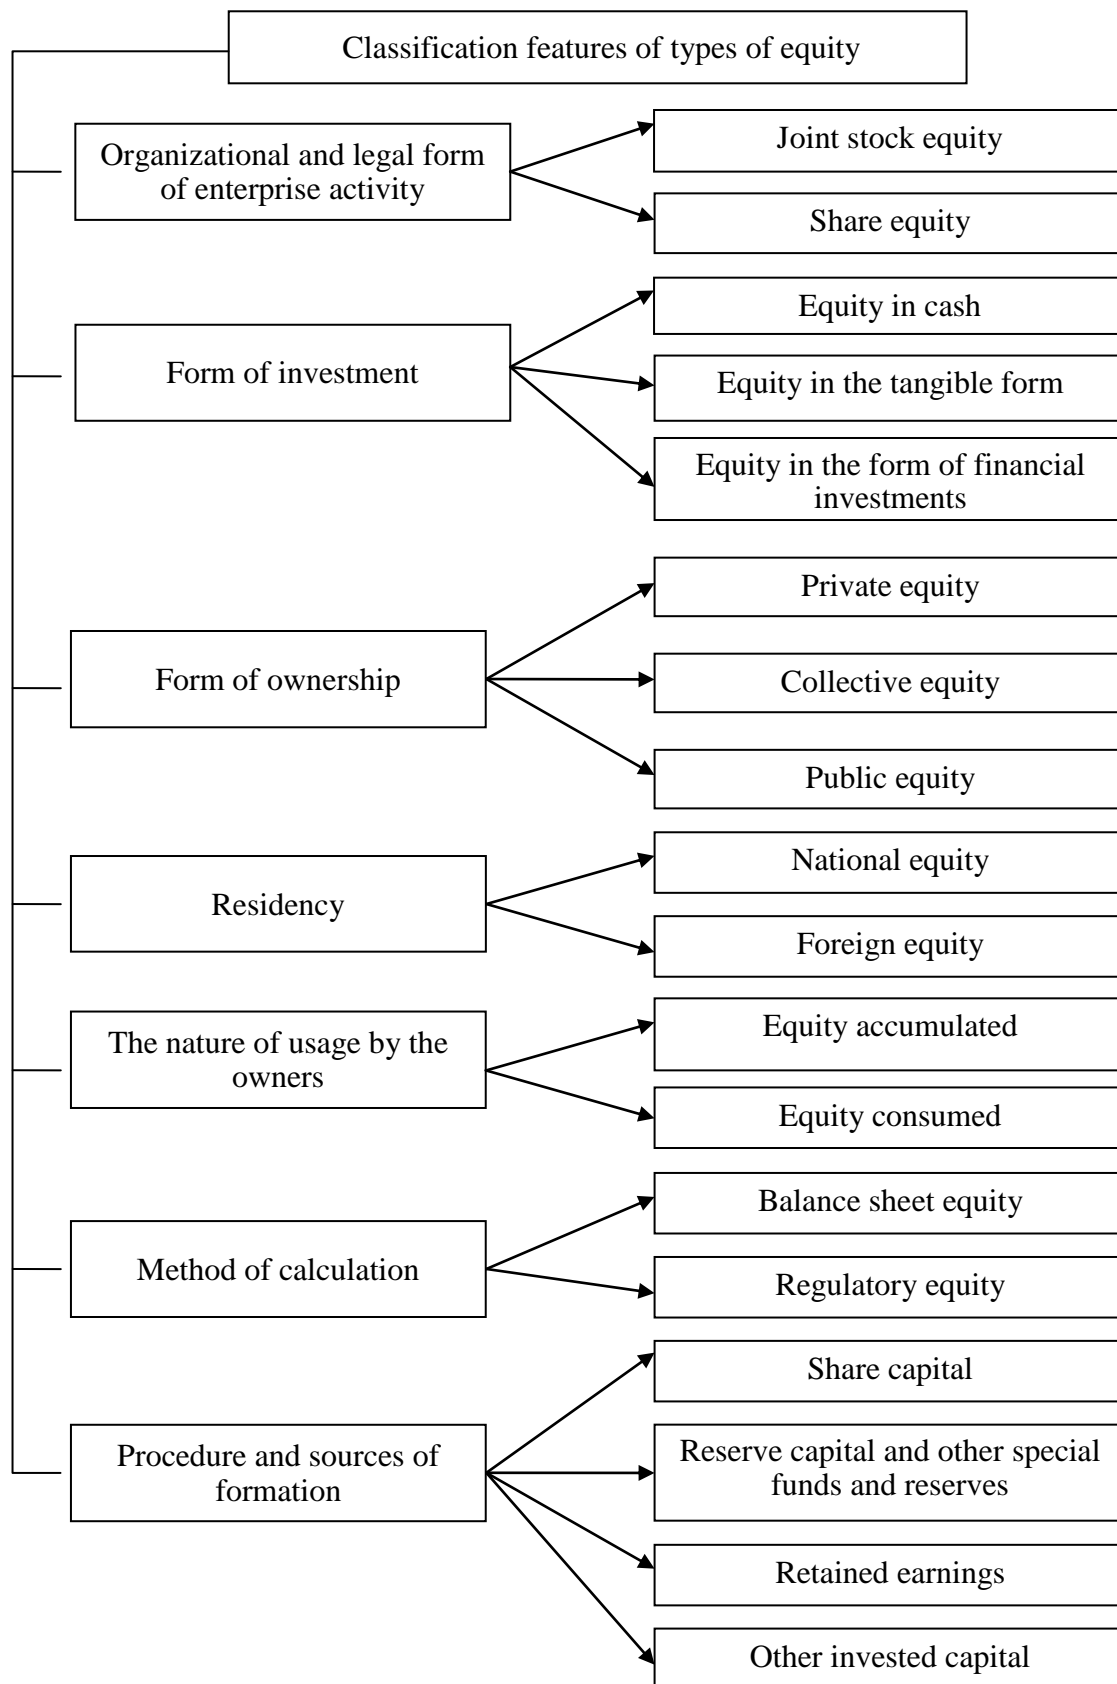 Classification features of types of equity
Organizational and legal form
of enterprise activity
Joint stock equity
Share equity
Form of investment
Equity in cash
Equity in the tangible form
Equity in the form of financial
investments
Form of ownership
Private equity
Collective equity
Public equity
Residency
National equity
Foreign equity
The nature of usage by the
owners
Equity accumulated
Equity consumed
Method of calculation
Balance sheet equity
Regulatory equity
Procedure and sources of
formation
Share capital
Reserve capital and other special
funds and reserves
Retained earnings
Other invested capital